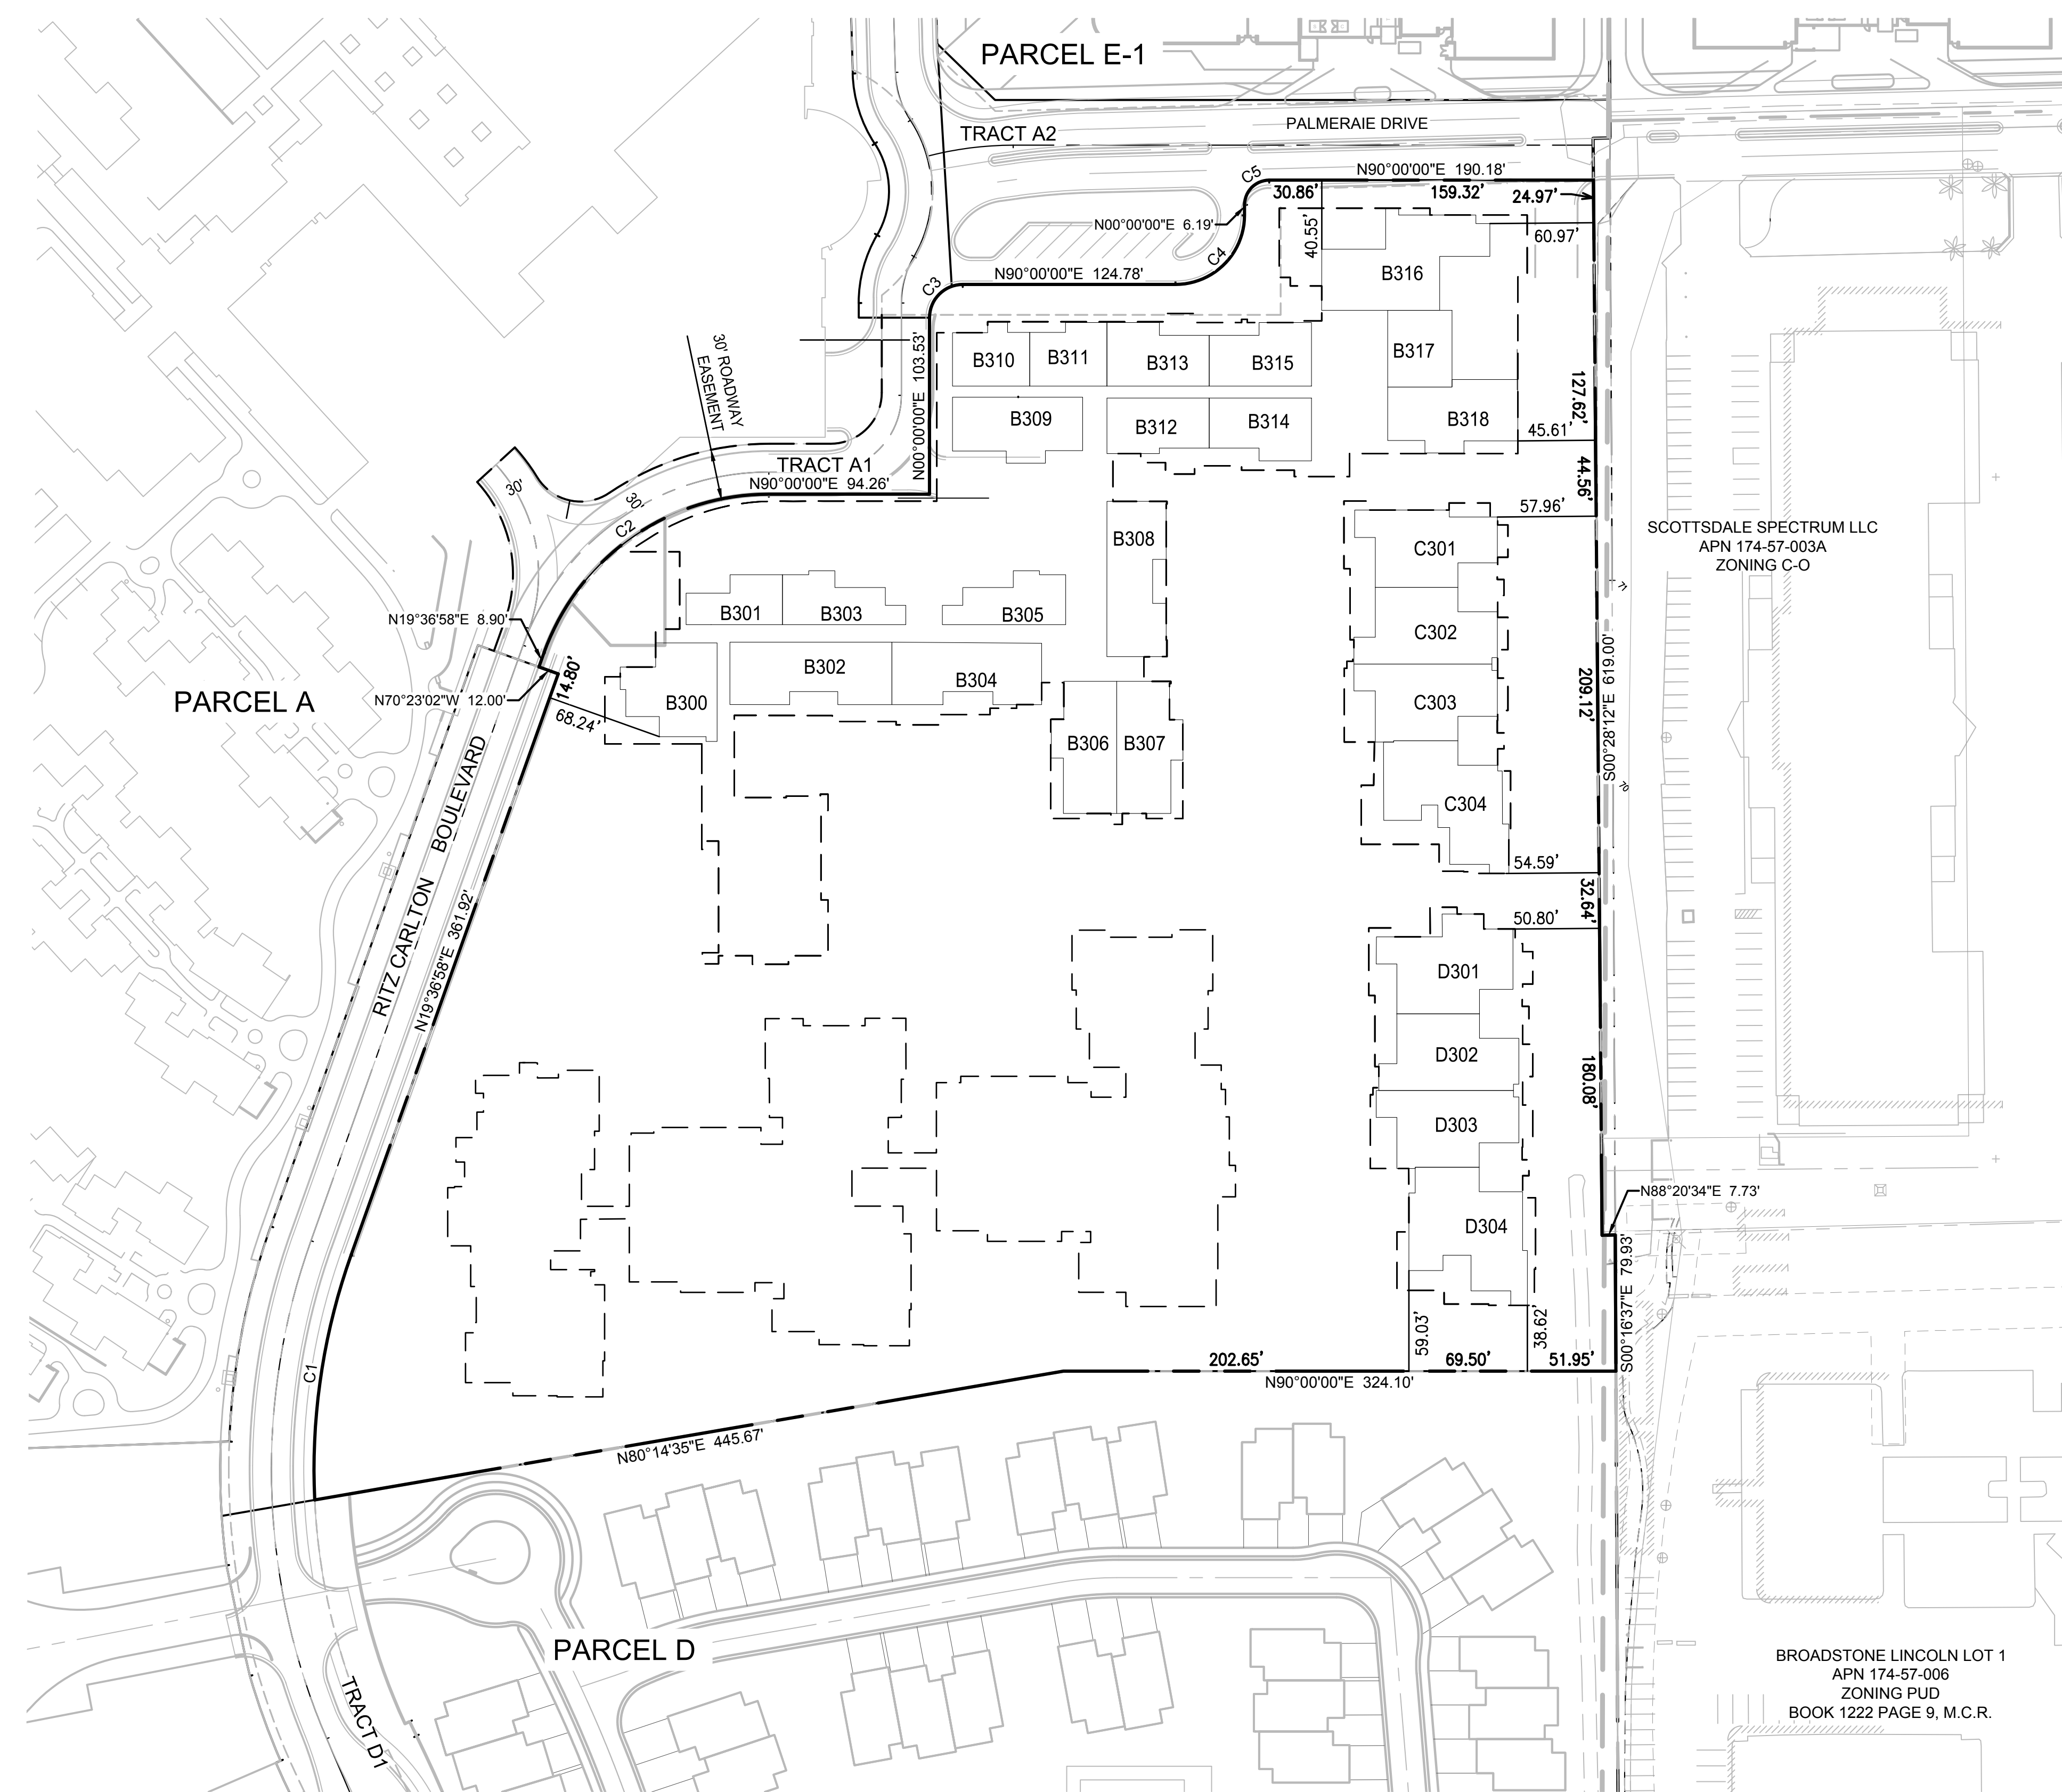 PARCEL E-1
TRACT A2
PALMERAIE DRIVE
C5
N90°00'00"E 190.18'
30.86'
159.32'
24.97'
N00°00'00"E 6.19'
40.55'
60.97'
C4
N90°00'00"E 124.78'
C3
B316
30' ROADWAY
EASEMENT
N00°00'00"E 103.53'
B310
B311
B313
B315
B317
127.62'
B309
B312
B314
B318
45.61'
TRACT A1
N90°00'00"E 94.26'
44.56'
30'
30'
C2
57.96'
B308
C301
SCOTTSDALE SPECTRUM LLC
APN 174-57-003A
ZONING C-O
71
N19°36'58"E 8.90'
B301
B303
B305
C302
S00°28'12"E 619.00'
PARCEL A
N70°23'02"W 12.00'
14.80'
68.24'
B300
B302
B304
C303
209.12'
B306
B307
70
C304
RITZ CARLTON BOULEVARD
N19°36'58"E 361.92'
54.59'
32.64'
50.80'
D301
D302
180.08'
D303
N88°20'34"E 7.73'
D304
S00°16'37"E 79.93'
59.03'
38.62'
C1
202.65'
69.50'
51.95'
N90°00'00"E 324.10'
N80°14'35"E 445.67'
PARCEL D
TRACT D1
BROADSTONE LINCOLN LOT 1
APN 174-57-006
ZONING PUD
BOOK 1222 PAGE 9, M.C.R.